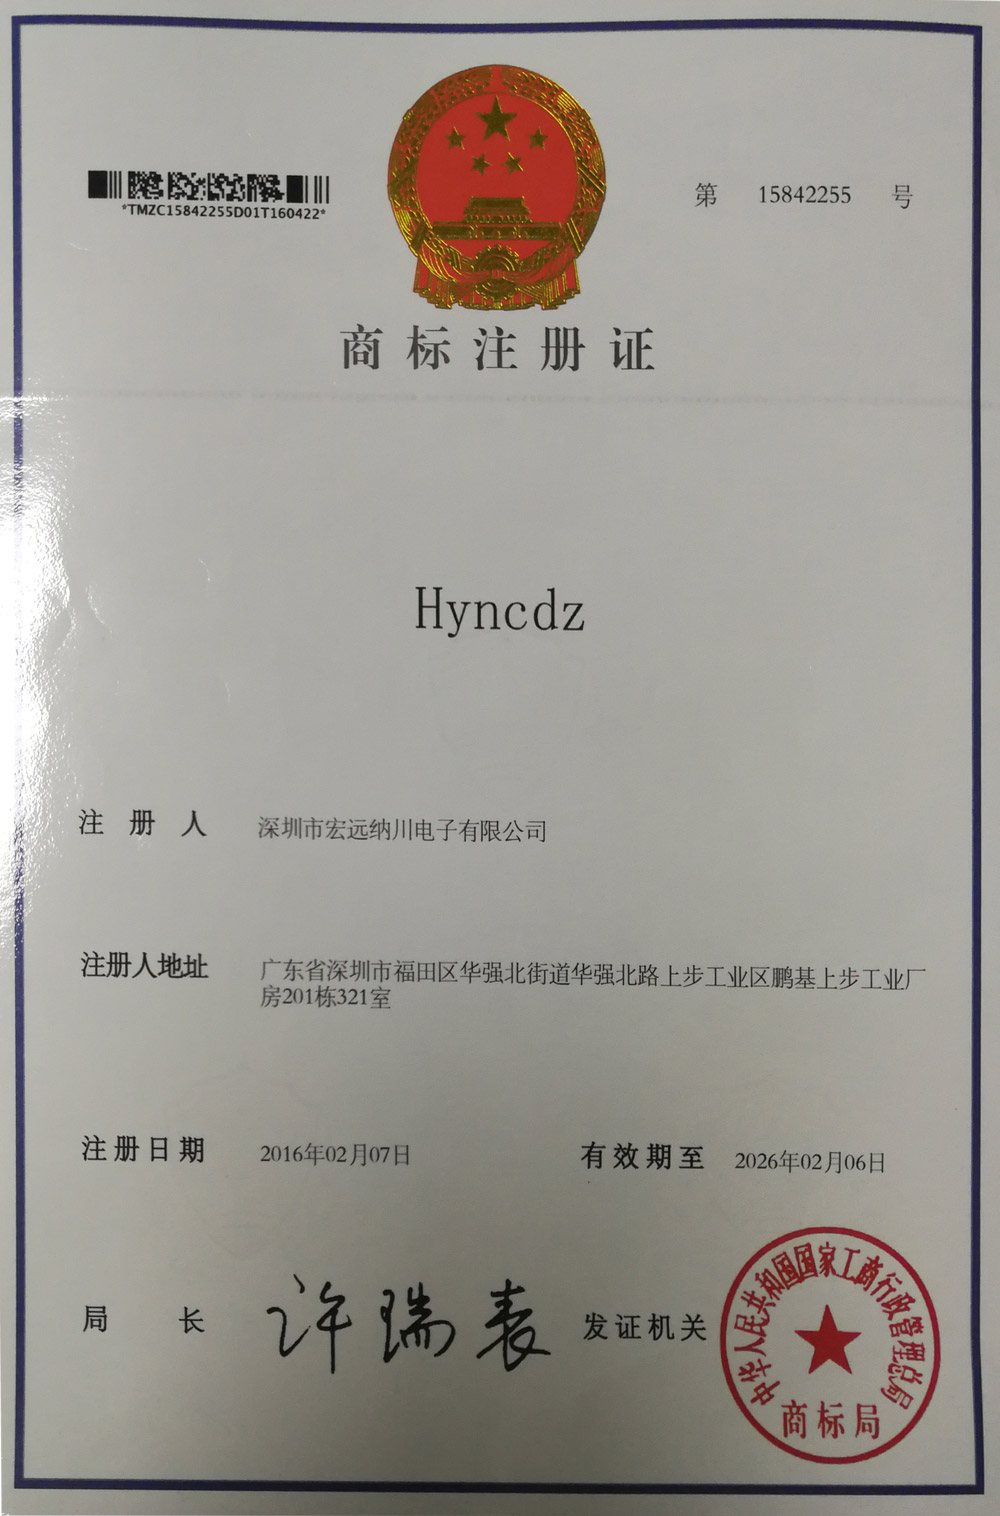 *TMZC15842255D01T160422*
第 15842255 号
商标注册证
Hyncdz
注册人 深圳市宏远纳川电子有限公司
注册人地址 广东省深圳市福田区华强北街道华强北路上步工业区鹏基上步工业厂
房201栋321室
注册日期 2016年02月07日 有效期至 2026年02月06日
局长 许瑞表 发证机关
中华人民共和国国家工商行政管理总局
商标局